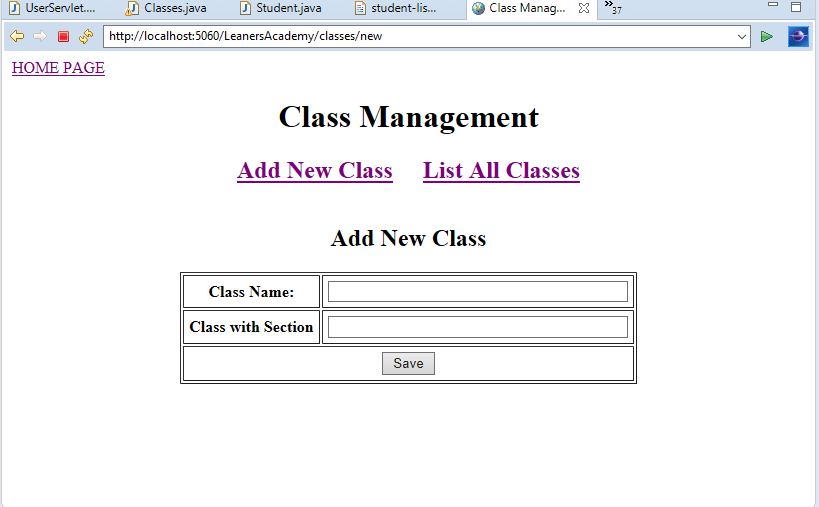 UserServlet.... Classes.java Student.java student-lis... Class Manag... »37
http://localhost:5060/LeanersAcademy/classes/new
HOME PAGE
Class Management
Add New Class List All Classes
Add New Class
Class Name:
Class with Section
Save